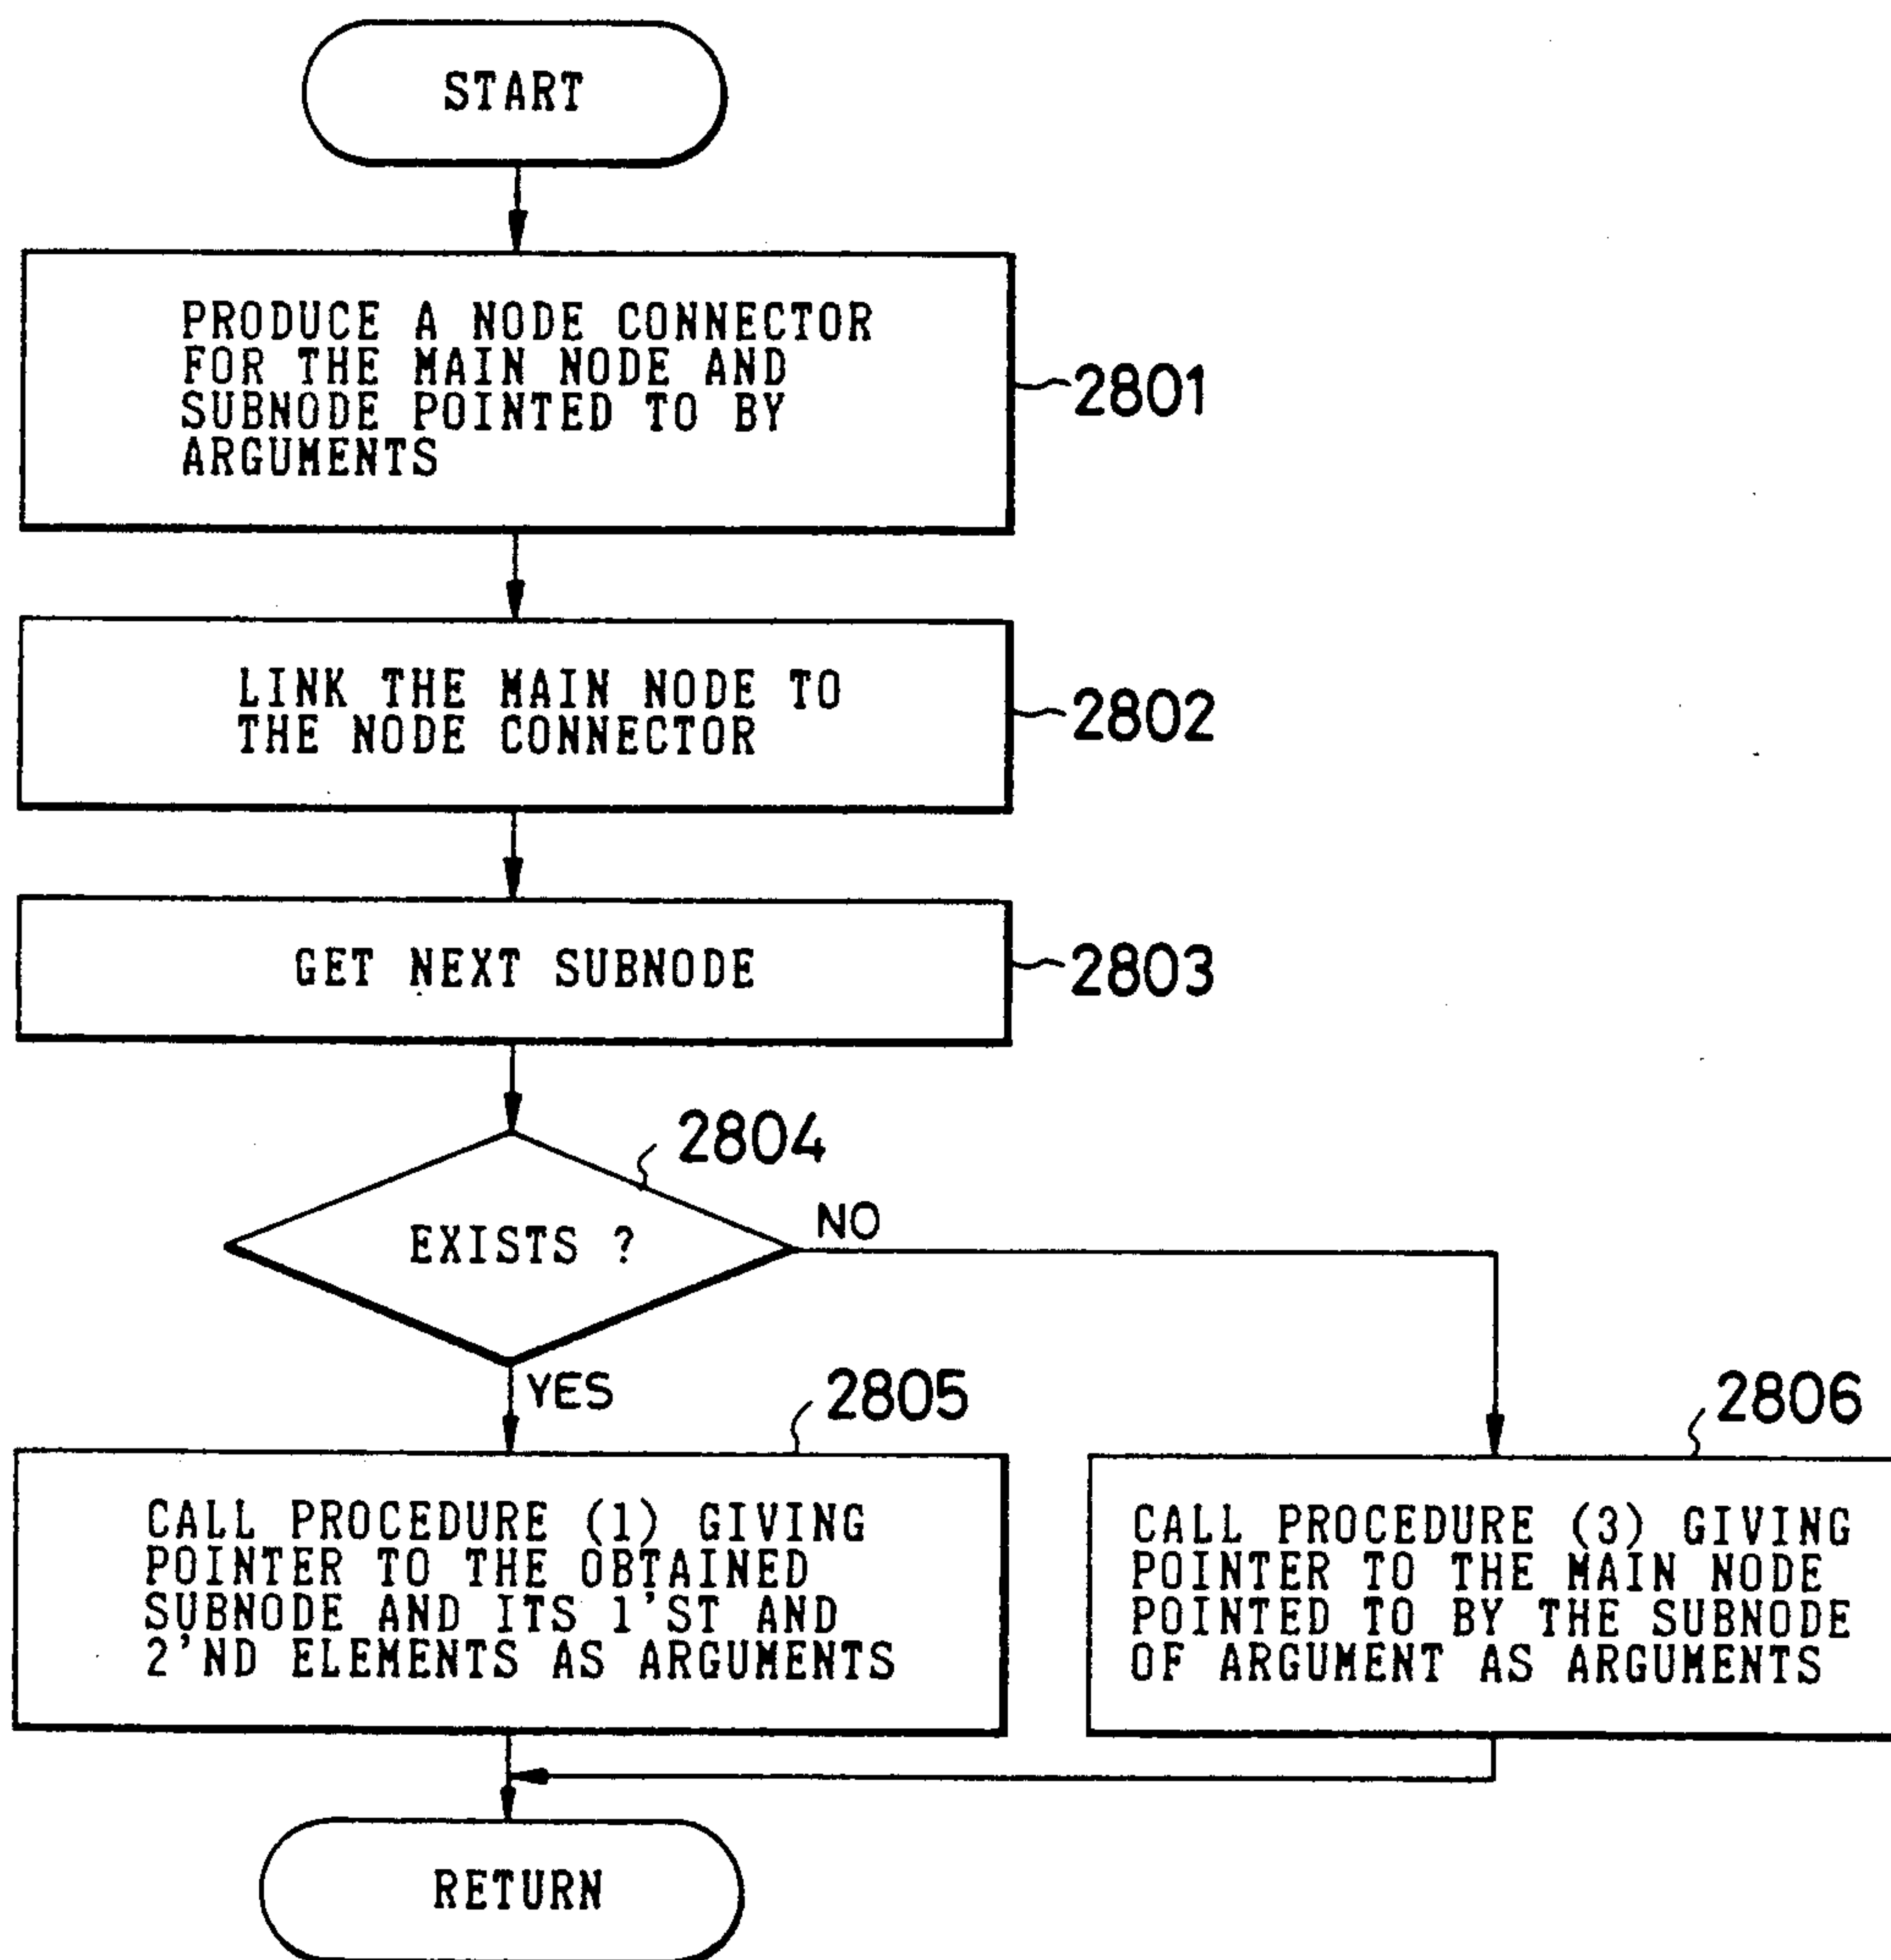 START
PRODUCE A NODE CONNECTOR
FOR THE MAIN NODE AND
SUBNODE POINTED TO BY
ARGUMENTS
2801
LINK THE MAIN NODE TO
THE NODE CONNECTOR
2802
GET NEXT SUBNODE
2803
2804
EXISTS ?
NO
YES
2805
CALL PROCEDURE (1) GIVING
POINTER TO THE OBTAINED
SUBNODE AND ITS 1'ST AND
2'ND ELEMENTS AS ARGUMENTS
2806
CALL PROCEDURE (3) GIVING
POINTER TO THE MAIN NODE
POINTED TO BY THE SUBNODE
OF ARGUMENT AS ARGUMENTS
RETURN